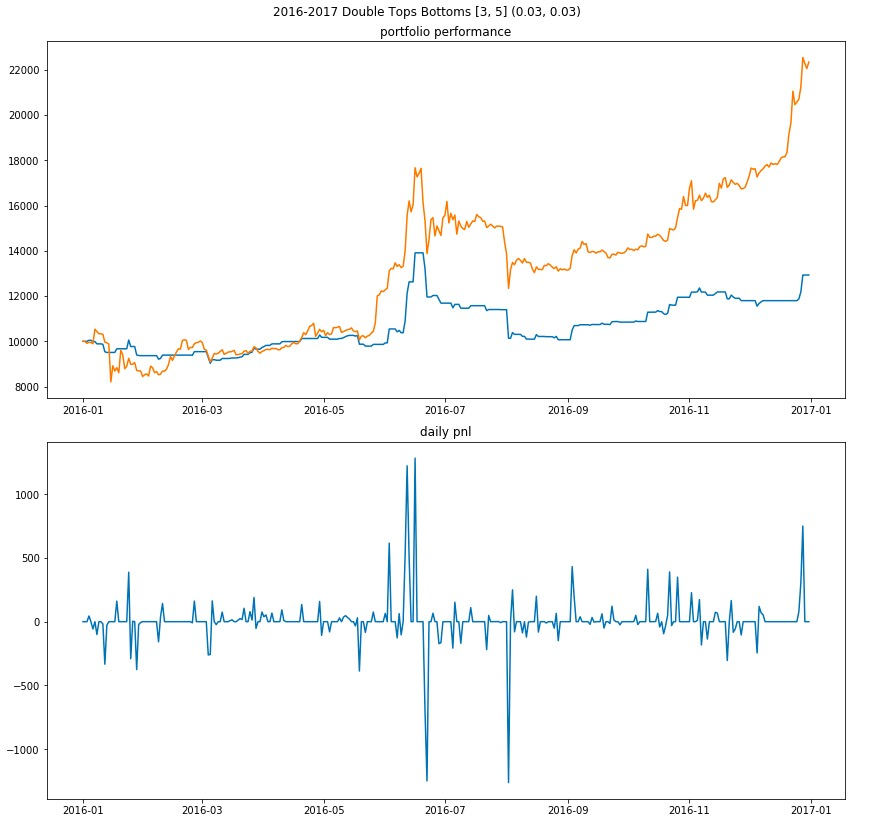 2016-2017 Double Tops Bottoms [3, 5] (0.03, 0.03)
portfolio performance
22000
20000
18000
16000
14000
12000
10000
8000
2016-01 2016-03 2016-05 2016-07 2016-09 2016-11 2017-01
daily pnl
1000
500
0
−500
−1000
2016-01 2016-03 2016-05 2016-07 2016-09 2016-11 2017-01